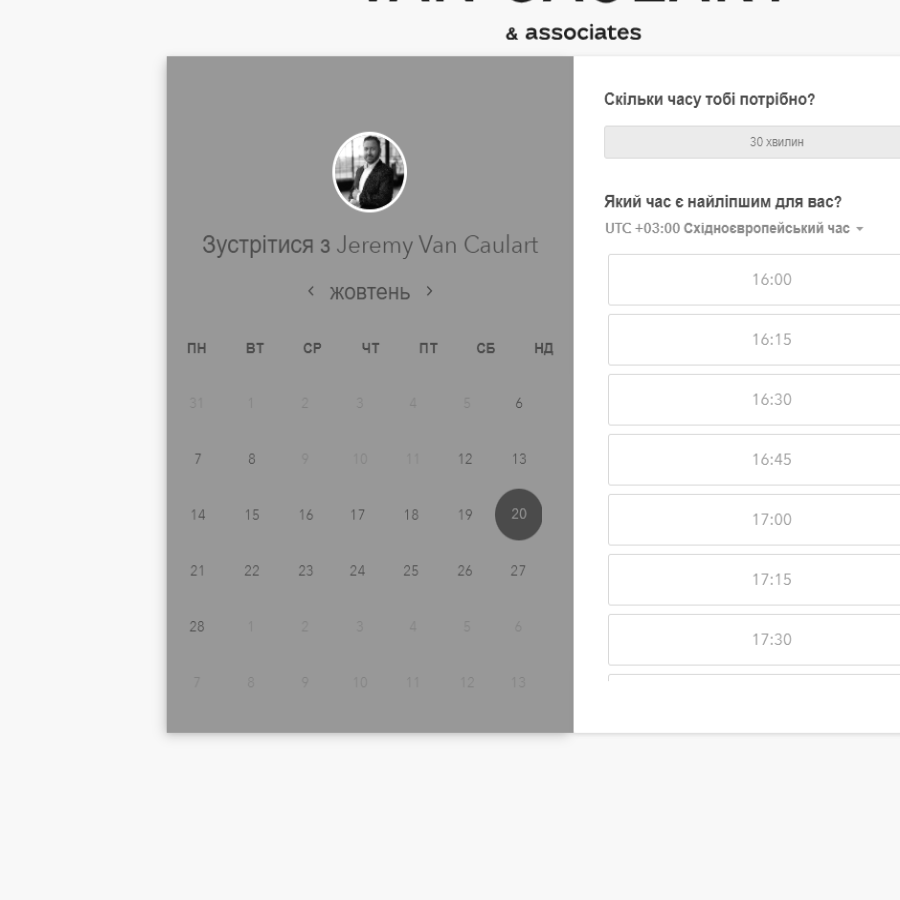 & associates
Зустрітися з Jeremy Van Caulart
жовтень
ПН ВТ СР ЧТ ПТ СБ НД
31 1 2 3 4 5 6
7 8 9 10 11 12 13
14 15 16 17 18 19 20
21 22 23 24 25 26 27
28 1 2 3 4 5 6
7 8 9 10 11 12 13
Скільки часу тобі потрібно?
30 хвилин
Який час є найліпшим для вас?
UTC +03:00 Східноєвропейський час
16:00
16:15
16:30
16:45
17:00
17:15
17:30